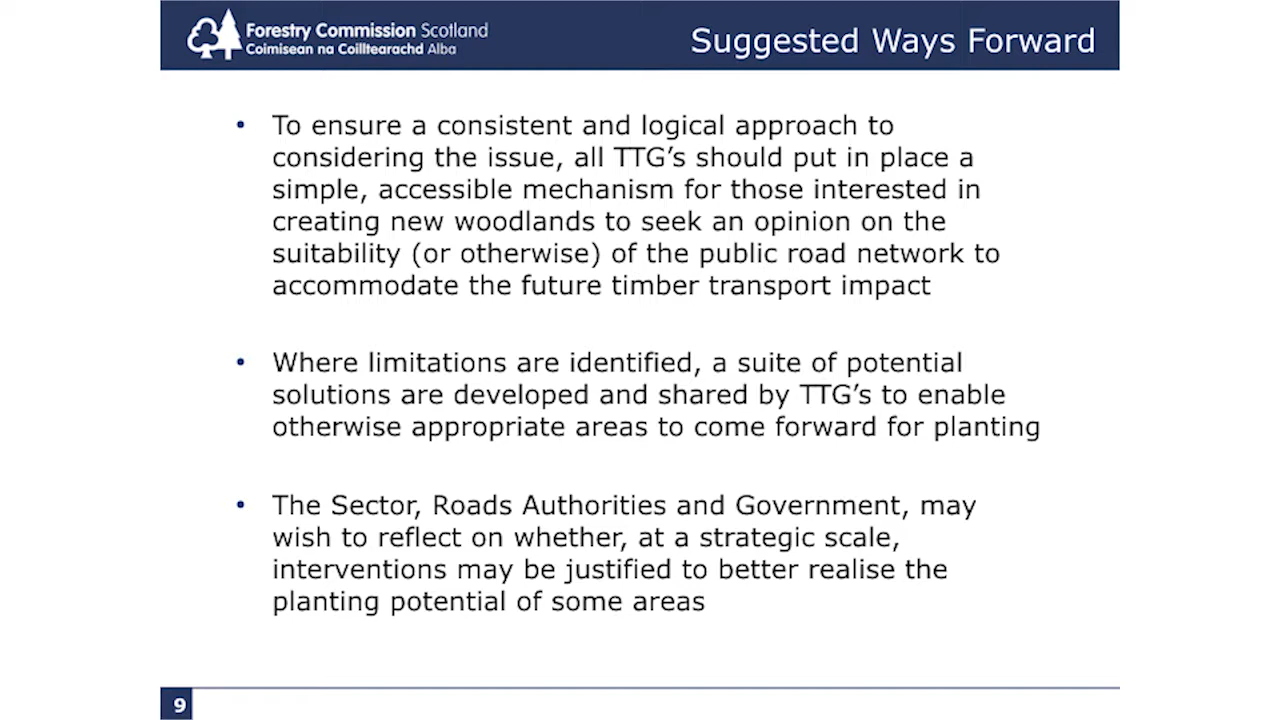 Forestry Commission Scotland
Coimisean na Coilltearachd Alba
Suggested Ways Forward
• To ensure a consistent and logical approach to
considering the issue, all TTG’s should put in place a
simple, accessible mechanism for those interested in
creating new woodlands to seek an opinion on the
suitability (or otherwise) of the public road network to
accommodate the future timber transport impact
• Where limitations are identified, a suite of potential
solutions are developed and shared by TTG’s to enable
otherwise appropriate areas to come forward for planting
• The Sector, Roads Authorities and Government, may
wish to reflect on whether, at a strategic scale,
interventions may be justified to better realise the
planting potential of some areas
9